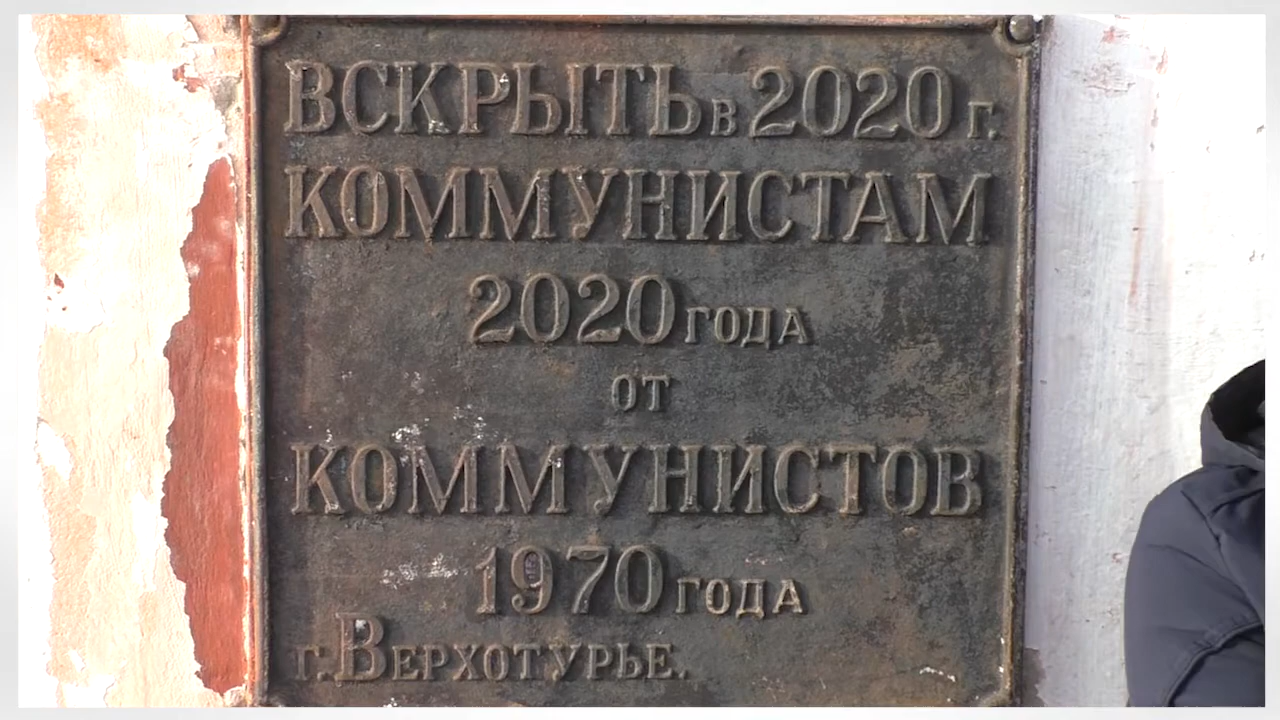 ВСКРЫТЬ в 2020 г.
КОММУНИСТАМ
2020 ГОДА
ОТ
КОММУНИСТОВ
1970 ГОДА
г. ВЕРХОТУРЬЕ.